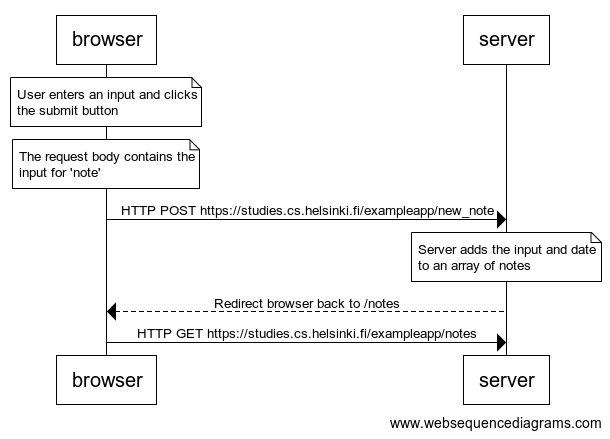 browser
server
User enters an input and clicks
the submit button
The request body contains the
input for 'note'
HTTP POST https://studies.cs.helsinki.fi/exampleapp/new_note
Server adds the input and date
to an array of notes
Redirect browser back to /notes
HTTP GET https://studies.cs.helsinki.fi/exampleapp/notes
browser
server
www.websequencediagrams.com